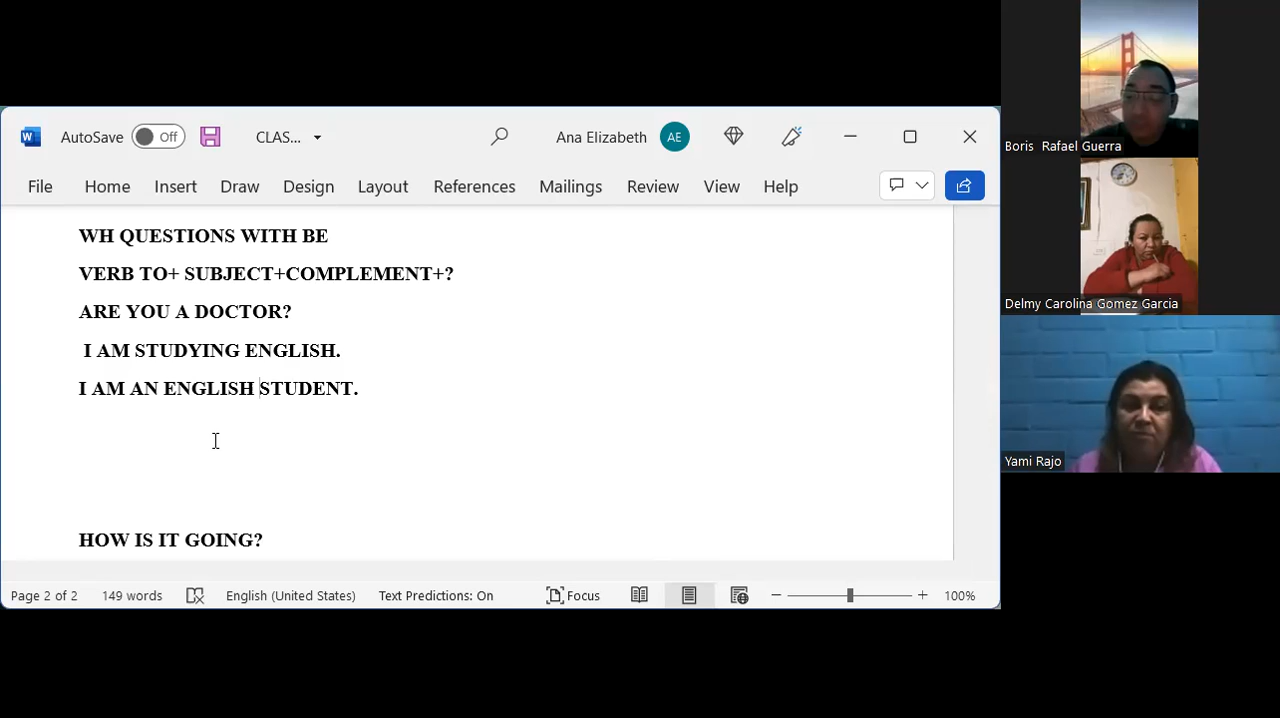 AutoSave Off CLAS... Ana Elizabeth AE
File Home Insert Draw Design Layout References Mailings Review View Help
WH QUESTIONS WITH BE
VERB TO+ SUBJECT+COMPLEMENT+?
ARE YOU A DOCTOR?
I AM STUDYING ENGLISH.
I AM AN ENGLISH STUDENT.
HOW IS IT GOING?
Page 2 of 2 149 words English (United States) Text Predictions: On Focus 100%
Boris Rafael Guerra
Delmy Carolina Gomez Garcia
Yami Rajo